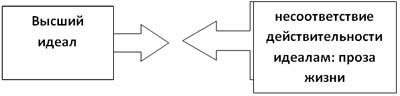 Высший
идеал
несоответствие
действительности
идеалам: проза
жизни